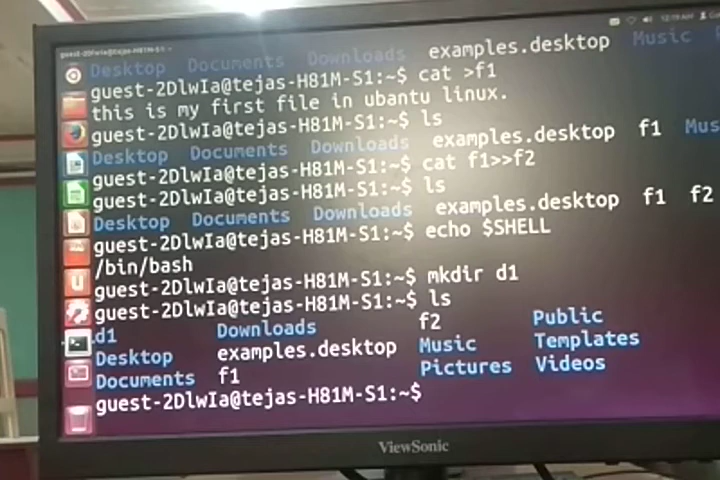 guest-2DlwIa@tejas-H81M-S1:~
12:19 AM
Desktop Documents Downloads examples.desktop Music
guest-2DlwIa@tejas-H81M-S1:~$ cat >f1
this is my first file in ubantu linux.
guest-2DlwIa@tejas-H81M-S1:~$ ls
Desktop Documents Downloads examples.desktop f1 Mus
guest-2DlwIa@tejas-H81M-S1:~$ cat f1>>f2
guest-2DlwIa@tejas-H81M-S1:~$ ls
Desktop Documents Downloads examples.desktop f1 f2
guest-2DlwIa@tejas-H81M-S1:~$ echo $SHELL
/bin/bash
guest-2DlwIa@tejas-H81M-S1:~$ mkdir d1
guest-2DlwIa@tejas-H81M-S1:~$ ls
d1 Downloads f2 Public
Desktop examples.desktop Music Templates
Documents f1 Pictures Videos
guest-2DlwIa@tejas-H81M-S1:~$
ViewSonic